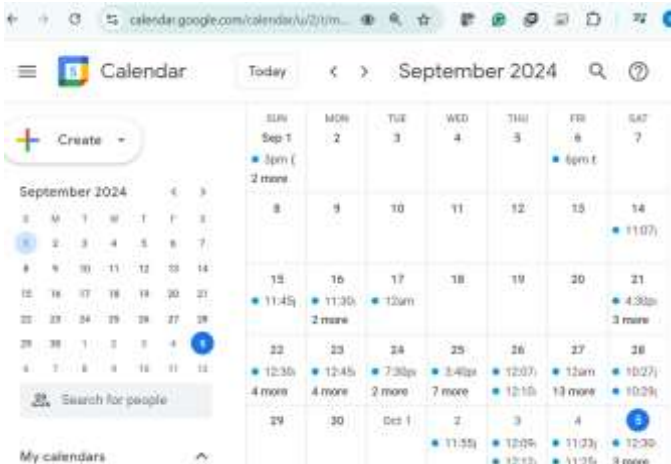 calendar.google.com/calendar/u/2/r/m...
Calendar
Today
September 2024
Create
SUN MON TUE WED THU FRI SAT
Sep 1 2 3 4 5 6 7
3pm ( 6pm t
2 more
8 9 10 11 12 13 14
11:07
15 16 17 18 19 20 21
11:45 11:30 12am 4:30p
2 more 3 more
22 23 24 25 26 27 28
12:30 12:45 7:30p 3:40p 12:07 12am 10:27
4 more 4 more 2 more 7 more 12:10 13 more 10:29
29 30 Oct 1 2 3 4 5
11:55 12:09 11:23 12:30
12:12 11:25 3 more
September 2024
S M T W T F S
1 2 3 4 5 6 7
8 9 10 11 12 13 14
15 16 17 18 19 20 21
22 23 24 25 26 27 28
29 30 1 2 3 4 5
6 7 8 9 10 11 12
Search for people
My calendars